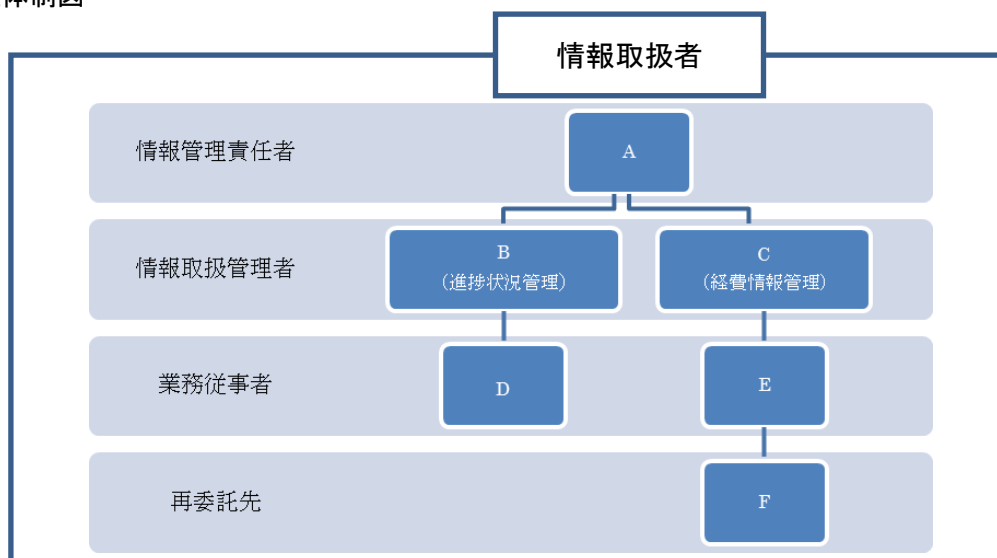 体制図
情報取扱者
情報管理責任者
A
情報取扱管理者
B
(進捗状況管理)
C
(経費情報管理)
業務従事者
D
E
再委託先
F